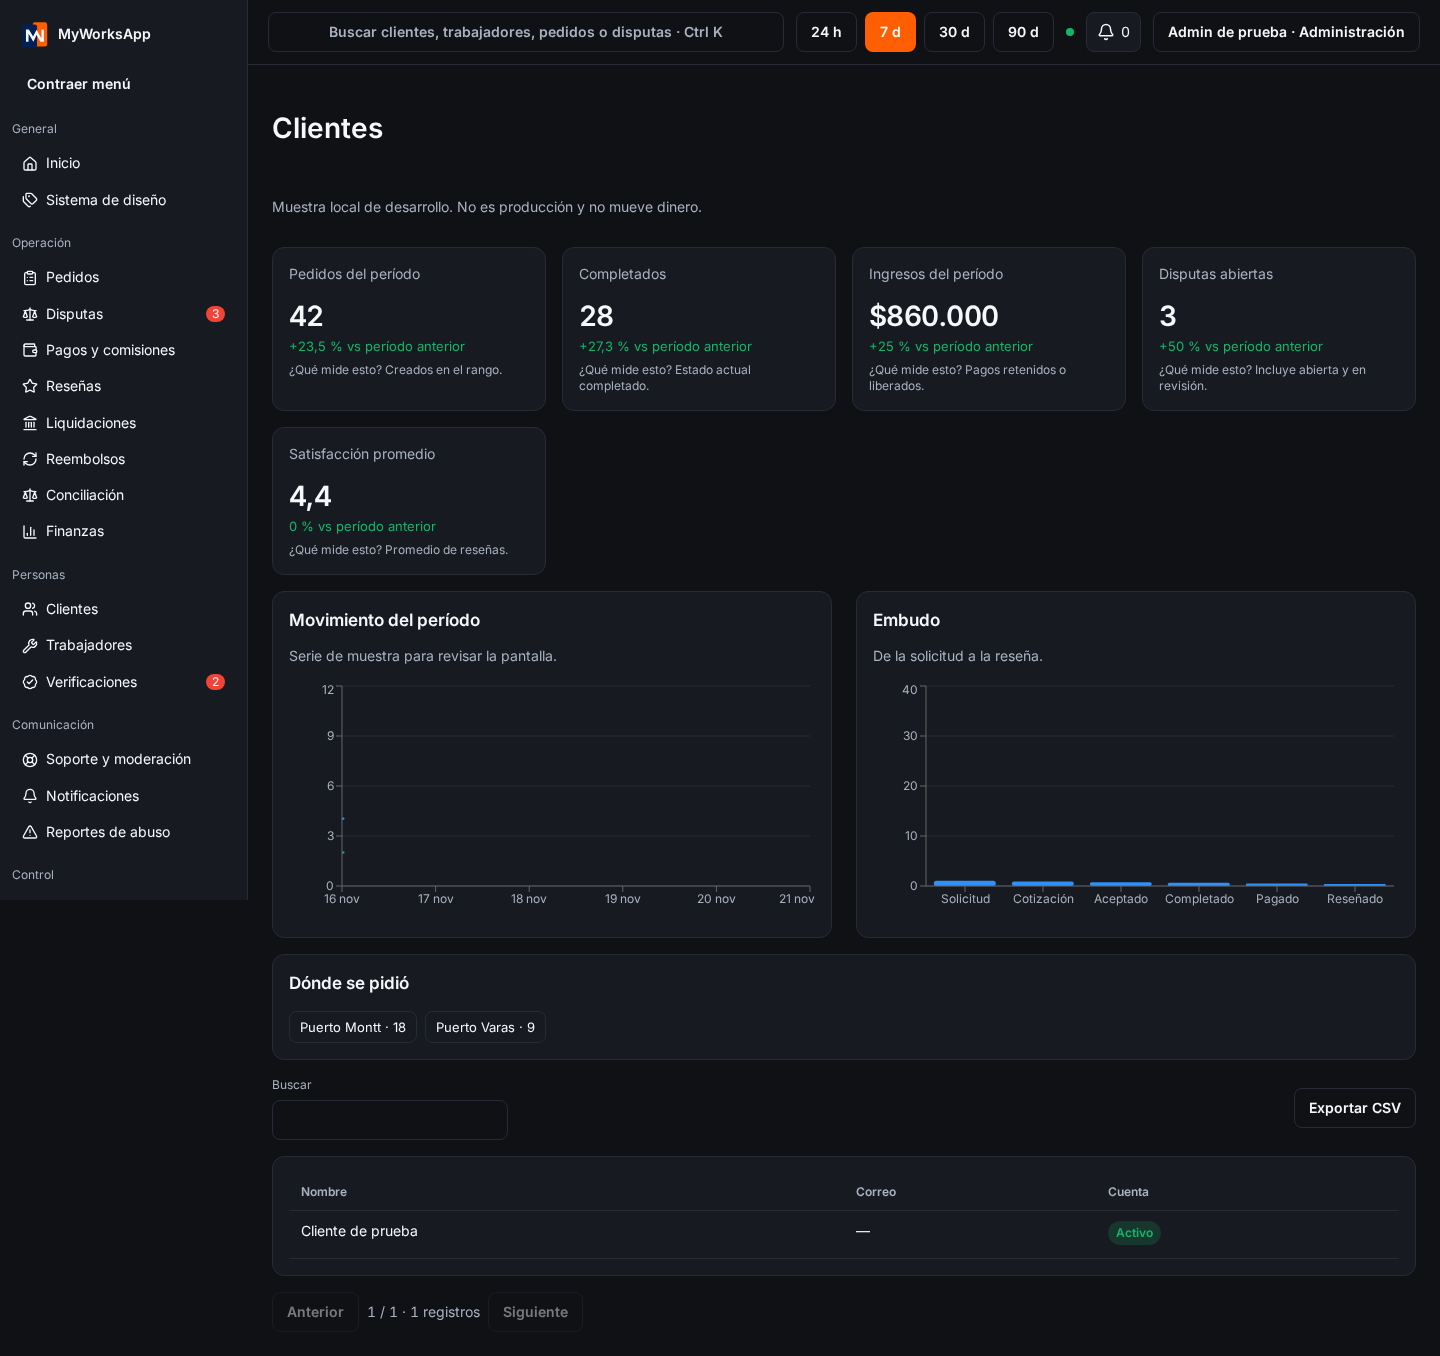 MyWorksApp
Contraer menú
General
Inicio
Sistema de diseño
Operación
Pedidos
Disputas 3
Pagos y comisiones
Reseñas
Liquidaciones
Reembolsos
Conciliación
Finanzas
Personas
Clientes
Trabajadores
Verificaciones 2
Comunicación
Soporte y moderación
Notificaciones
Reportes de abuso
Control
Buscar clientes, trabajadores, pedidos o disputas · Ctrl K
24 h
7 d
30 d
90 d
0
Admin de prueba · Administración
Clientes
Muestra local de desarrollo. No es producción y no mueve dinero.
Pedidos del período
42
+23,5 % vs período anterior
¿Qué mide esto? Creados en el rango.
Completados
28
+27,3 % vs período anterior
¿Qué mide esto? Estado actual
completado.
Ingresos del período
$860.000
+25 % vs período anterior
¿Qué mide esto? Pagos retenidos o
liberados.
Disputas abiertas
3
+50 % vs período anterior
¿Qué mide esto? Incluye abierta y en
revisión.
Satisfacción promedio
4,4
0 % vs período anterior
¿Qué mide esto? Promedio de reseñas.
Movimiento del período
Serie de muestra para revisar la pantalla.
12
9
6
3
0
16 nov 17 nov 18 nov 19 nov 20 nov 21 nov
Embudo
De la solicitud a la reseña.
40
30
20
10
0
Solicitud Cotización Aceptado Completado Pagado Reseñado
Dónde se pidió
Puerto Montt · 18
Puerto Varas · 9
Buscar
Exportar CSV
Nombre Correo Cuenta
Cliente de prueba — Activo
Anterior 1 / 1 · 1 registros Siguiente